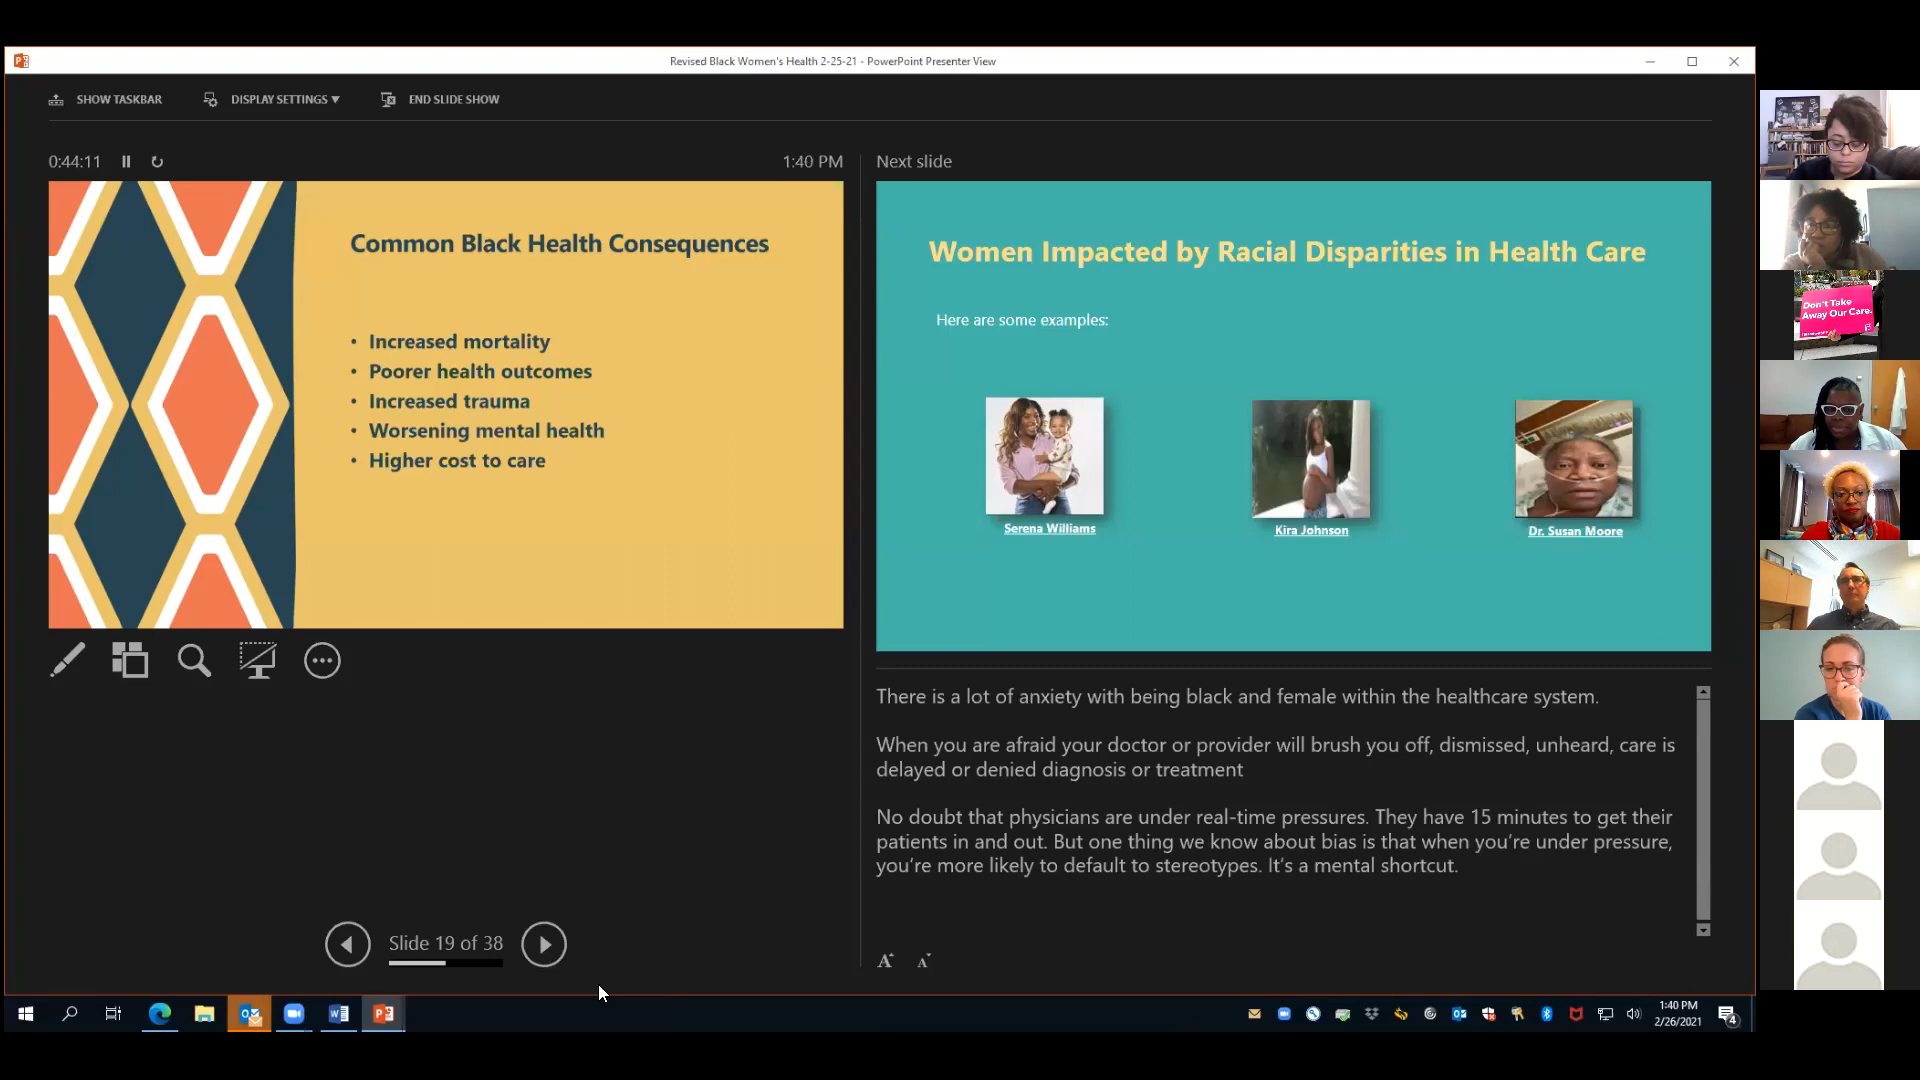 Revised Black Women's Health 2-25-21 - PowerPoint Presenter View
SHOW TASKBAR
DISPLAY SETTINGS ▼
END SLIDE SHOW
0:44:11
1:40 PM
Common Black Health Consequences
• Increased mortality
• Poorer health outcomes
• Increased trauma
• Worsening mental health
• Higher cost to care
Slide 19 of 38
Next slide
Women Impacted by Racial Disparities in Health Care
Here are some examples:
Serena Williams
Kira Johnson
Dr. Susan Moore
There is a lot of anxiety with being black and female within the healthcare system.
When you are afraid your doctor or provider will brush you off, dismissed, unheard, care is
delayed or denied diagnosis or treatment
No doubt that physicians are under real-time pressures. They have 15 minutes to get their
patients in and out. But one thing we know about bias is that when you're under pressure,
you're more likely to default to stereotypes. It's a mental shortcut.
A A
Don't Take
Away Our Care.
1:40 PM
2/26/2021
4